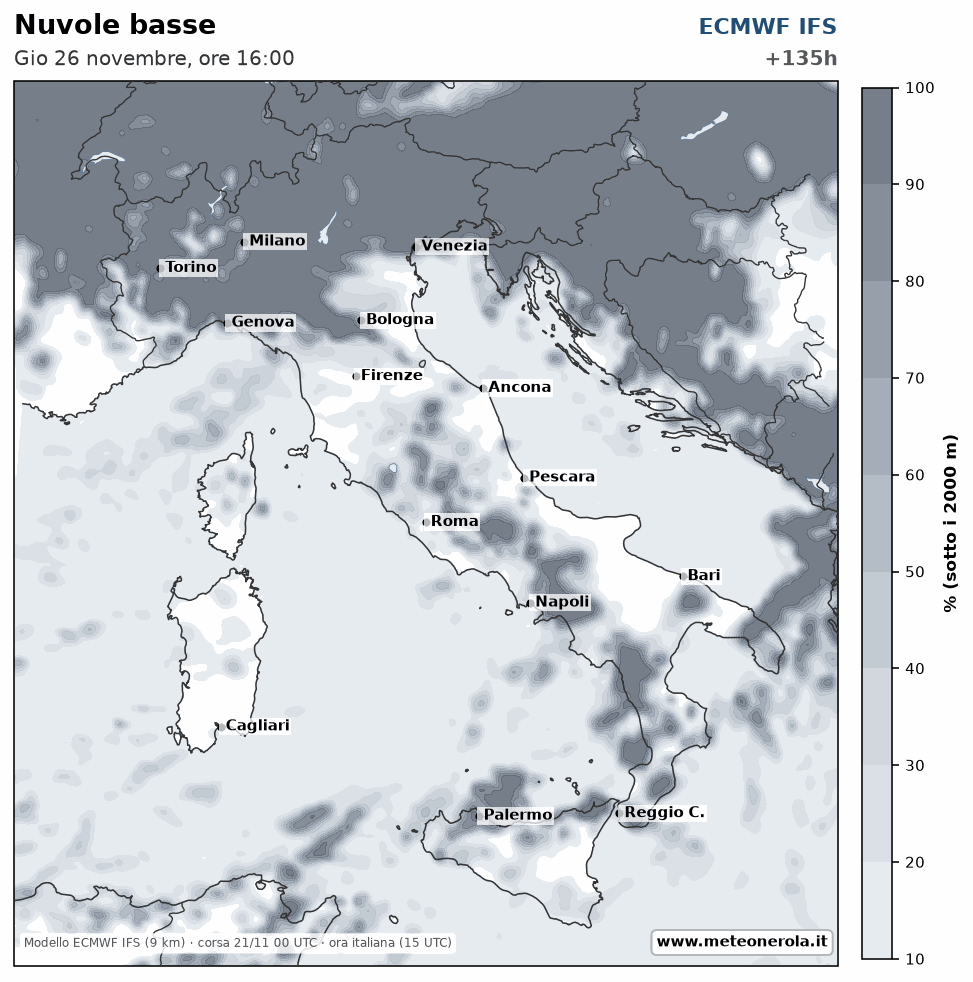 Nuvole basse
ECMWF IFS
Gio 26 novembre, ore 16:00
+135h
100
90
80
70
60
50
40
30
20
10
% (sotto i 2000 m)
Milano
Venezia
Torino
Genova
Bologna
Firenze
Ancona
Pescara
Roma
Bari
Napoli
Cagliari
Palermo
Reggio C.
Modello ECMWF IFS (9 km) · corsa 21/11 00 UTC · ora italiana (15 UTC)
www.meteonerola.it